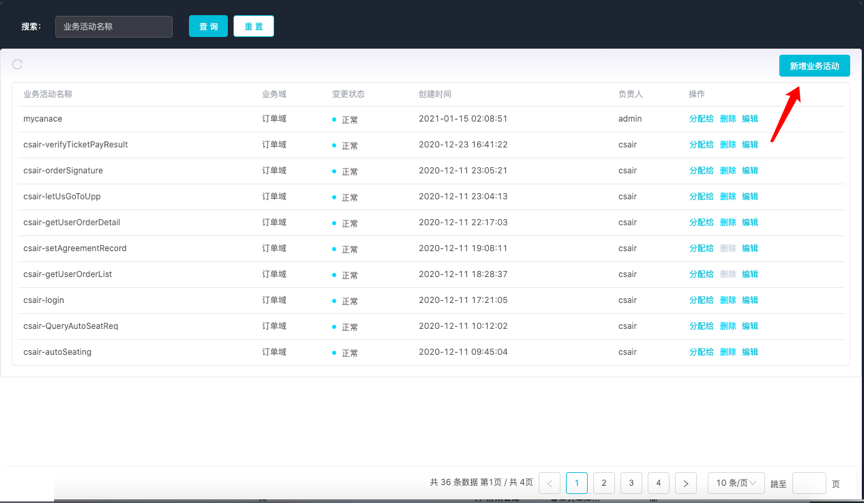 搜索： 业务活动名称 查 询 重 置
新增业务活动
业务活动名称 业务域 变更状态 创建时间 负责人 操作
mycanace 订单域 正常 2021-01-15 02:08:51 admin 分配给 删除 编辑
csair-verifyTicketPayResult 订单域 正常 2020-12-23 16:41:22 csair 分配给 删除 编辑
csair-orderSignature 订单域 正常 2020-12-11 23:05:21 csair 分配给 删除 编辑
csair-letUsGoToUpp 订单域 正常 2020-12-11 23:04:13 csair 分配给 删除 编辑
csair-getUserOrderDetail 订单域 正常 2020-12-11 22:17:03 csair 分配给 删除 编辑
csair-setAgreementRecord 订单域 正常 2020-12-11 19:08:11 csair 分配给 删除 编辑
csair-getUserOrderList 订单域 正常 2020-12-11 18:28:37 csair 分配给 删除 编辑
csair-login 订单域 正常 2020-12-11 17:21:05 csair 分配给 删除 编辑
csair-QueryAutoSeatReq 订单域 正常 2020-12-11 10:12:02 csair 分配给 删除 编辑
csair-autoSeating 订单域 正常 2020-12-11 09:45:04 csair 分配给 删除 编辑
共 36 条数据 第1页 / 共 4页 < 1 2 3 4 > 10 条/页 跳至 页